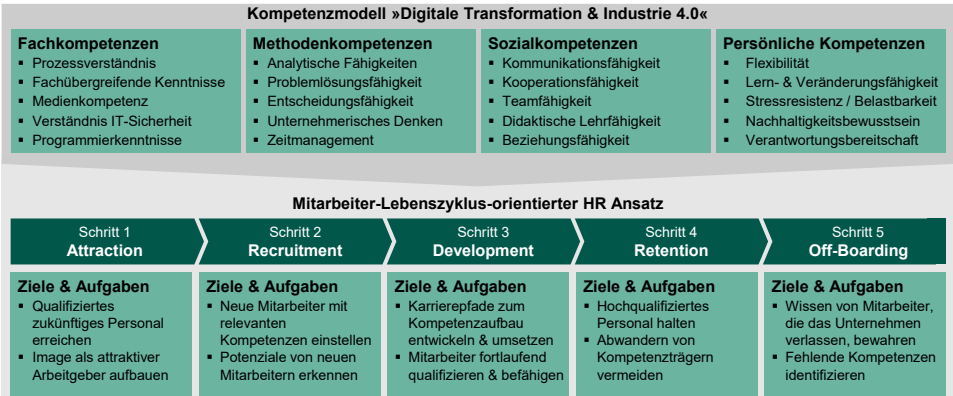 Kompetenzmodell »Digitale Transformation & Industrie 4.0«
Fachkompetenzen
▪ Prozessverständnis
▪ Fachübergreifende Kenntnisse
▪ Medienkompetenz
▪ Verständnis IT-Sicherheit
▪ Programmierkenntnisse
Methodenkompetenzen
▪ Analytische Fähigkeiten
▪ Problemlösungsfähigkeit
▪ Entscheidungsfähigkeit
▪ Unternehmerisches Denken
▪ Zeitmanagement
Sozialkompetenzen
▪ Kommunikationsfähigkeit
▪ Kooperationsfähigkeit
▪ Teamfähigkeit
▪ Didaktische Lehrfähigkeit
▪ Beziehungsfähigkeit
Persönliche Kompetenzen
▪ Flexibilität
▪ Lern- & Veränderungsfähigkeit
▪ Stressresistenz / Belastbarkeit
▪ Nachhaltigkeitsbewusstsein
▪ Verantwortungsbereitschaft
Mitarbeiter-Lebenszyklus-orientierter HR Ansatz
Schritt 1
Attraction
Schritt 2
Recruitment
Schritt 3
Development
Schritt 4
Retention
Schritt 5
Off-Boarding
Ziele & Aufgaben
▪ Qualifiziertes
zukünftiges Personal
erreichen
▪ Image als attraktiver
Arbeitgeber aufbauen
Ziele & Aufgaben
▪ Neue Mitarbeiter mit
relevanten
Kompetenzen einstellen
▪ Potenziale von neuen
Mitarbeitern erkennen
Ziele & Aufgaben
▪ Karrierepfade zum
Kompetenzaufbau
entwickeln & umsetzen
▪ Mitarbeiter fortlaufend
qualifizieren & befähigen
Ziele & Aufgaben
▪ Hochqualifiziertes
Personal halten
▪ Abwandern von
Kompetenzträgern
vermeiden
Ziele & Aufgaben
▪ Wissen von Mitarbeiter,
die das Unternehmen
verlassen, bewahren
▪ Fehlende Kompetenzen
identifizieren